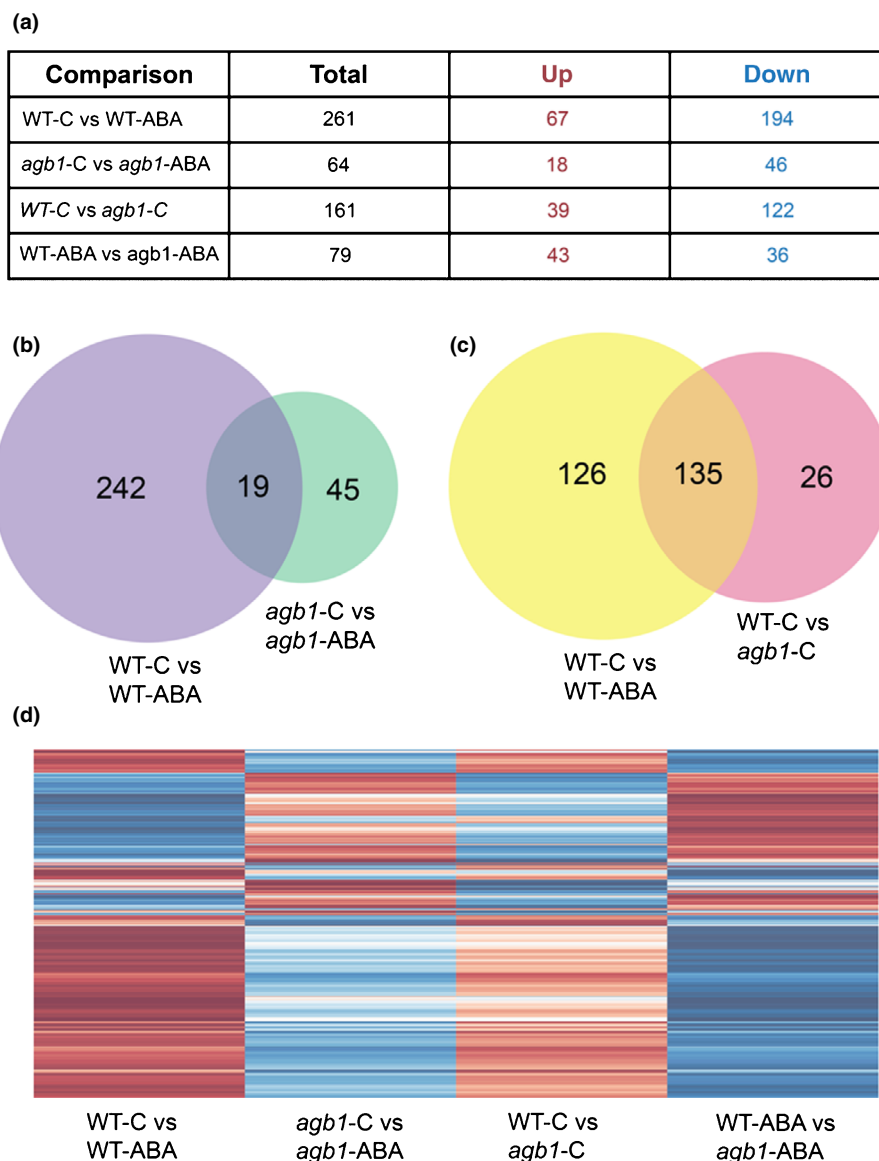 (a)
Comparison Total Up Down
WT-C vs WT-ABA 261 67 194
agb1-C vs agb1-ABA 64 18 46
WT-C vs agb1-C 161 39 122
WT-ABA vs agb1-ABA 79 43 36
(b)
242 19 45
agb1-C vs
agb1-ABA
WT-C vs
WT-ABA
(c)
126 135 26
WT-C vs
agb1-C
WT-C vs
WT-ABA
(d)
WT-C vs agb1-C vs WT-C vs WT-ABA vs
WT-ABA agb1-ABA agb1-C agb1-ABA